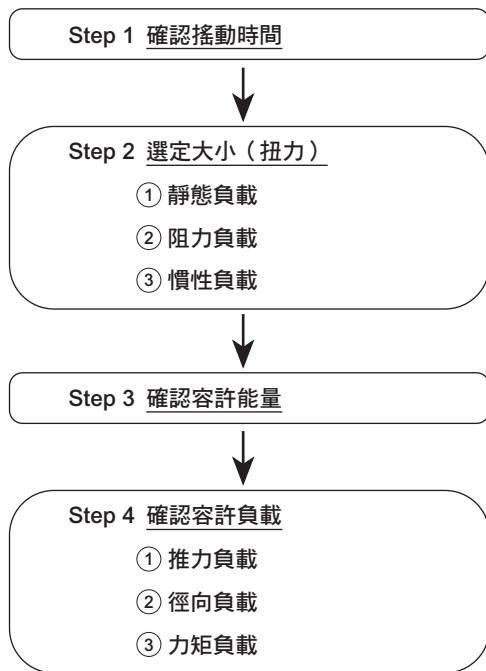 Step 1 確認搖動時間
Step 2 選定大小（扭力）
① 靜態負載
② 阻力負載
③ 慣性負載
Step 3 確認容許能量
Step 4 確認容許負載
① 推力負載
② 徑向負載
③ 力矩負載